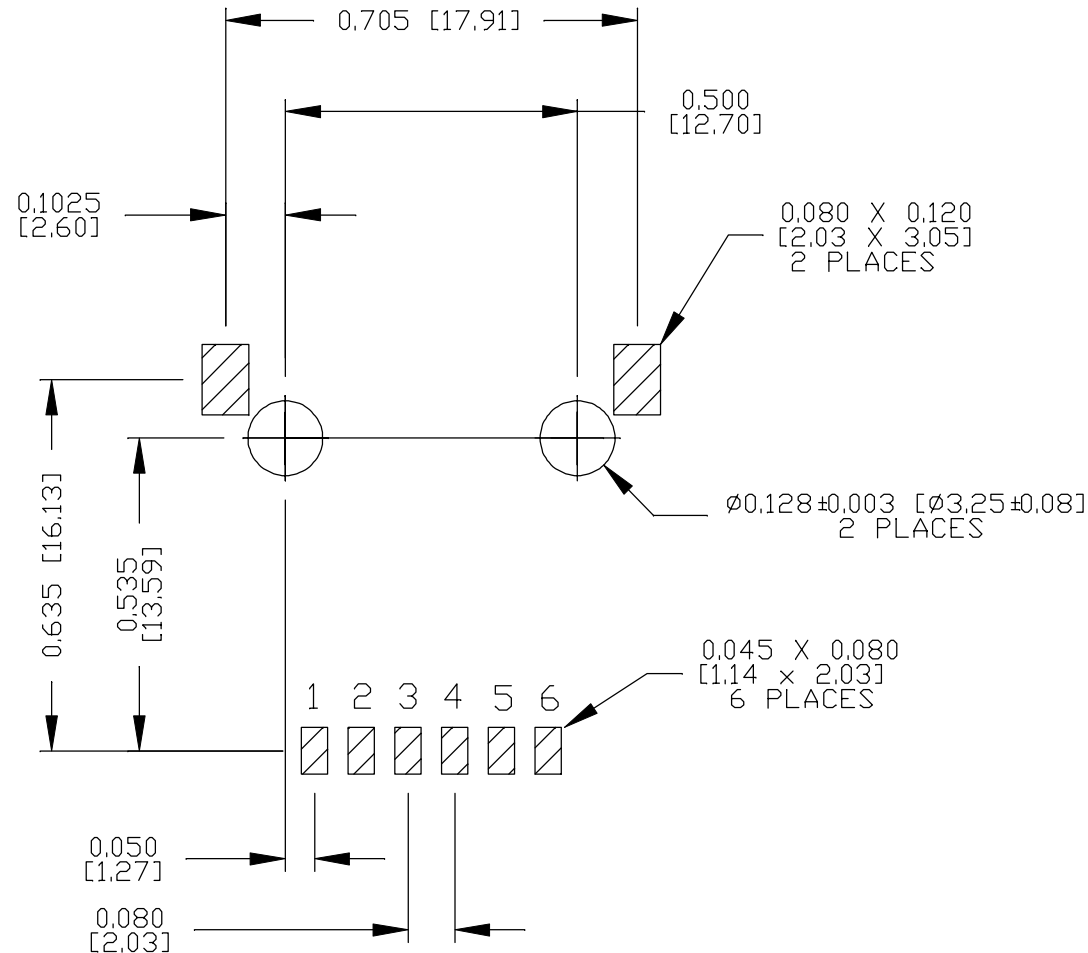 0.705 [17.91]
0.500
[12.70]
0.1025
[2.60]
0.080 X 0.120
[2.03 X 3.05]
2 PLACES
0.635 [16.13]
0.535
[13.59]
Ø0.128±0.003 [Ø3.25±0.08]
2 PLACES
0.045 X 0.080
[1.14 x 2.03]
6 PLACES
1 2 3 4 5 6
0.050
[1.27]
0.080
[2.03]